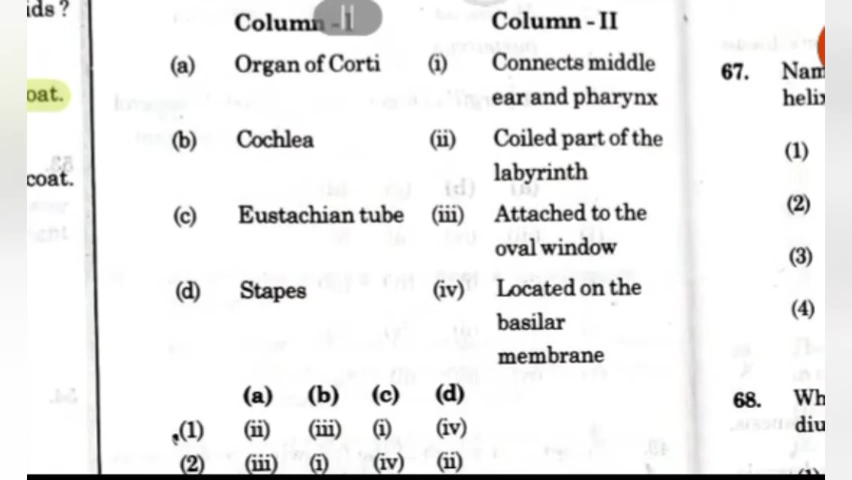 ids ?
oat.
coat.
Column - I Column - II
(a) Organ of Corti (i) Connects middle
ear and pharynx
(b) Cochlea (ii) Coiled part of the
labyrinth
(c) Eustachian tube (iii) Attached to the
oval window
(d) Stapes (iv) Located on the
basilar
membrane
(a) (b) (c) (d)
(1) (ii) (iii) (i) (iv)
(2) (iii) (i) (iv) (ii)
67. Nam
helix
(1)
(2)
(3)
(4)
68. Wh
diu